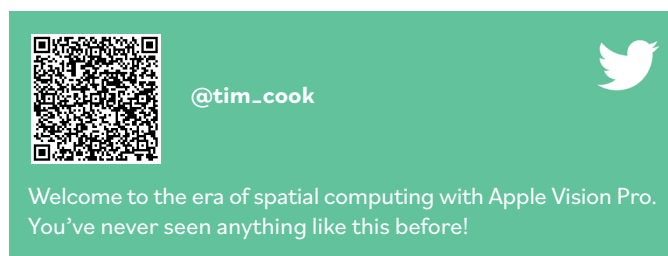 @tim_cook
Welcome to the era of spatial computing with Apple Vision Pro.
You’ve never seen anything like this before!